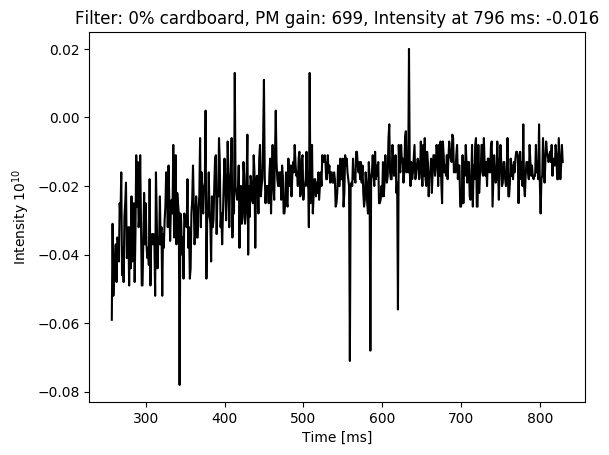 Filter: 0% cardboard, PM gain: 699, Intensity at 796 ms: -0.016
0.02
0.00
−0.02
−0.04
−0.06
−0.08
Intensity 10¹⁰
300 400 500 600 700 800
Time [ms]